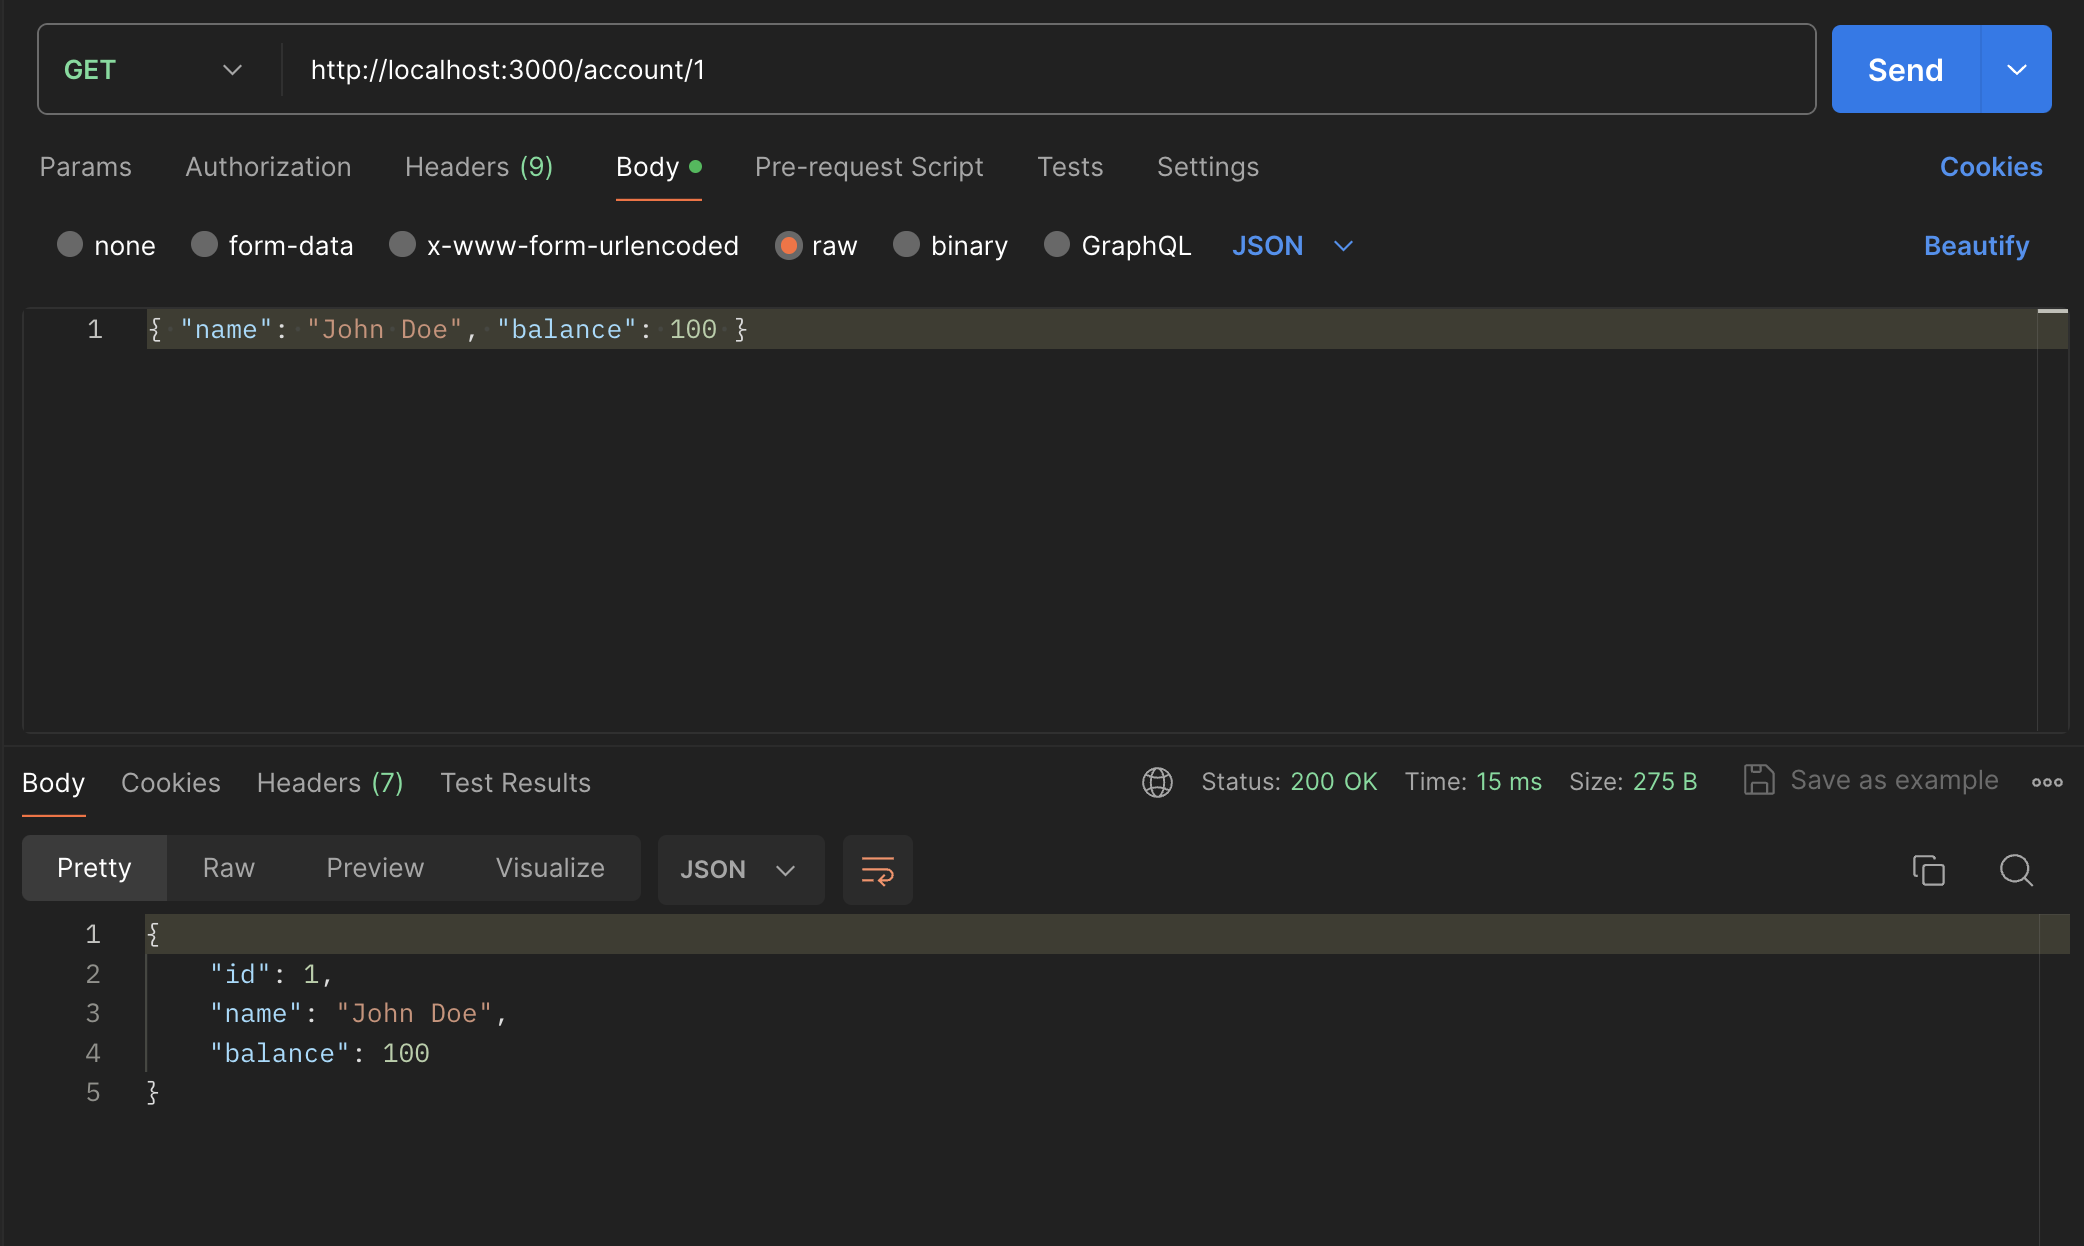 GET http://localhost:3000/account/1 Send
Params Authorization Headers (9) Body Pre-request Script Tests Settings Cookies
none form-data x-www-form-urlencoded raw binary GraphQL JSON Beautify
1 { "name": "John Doe", "balance": 100 }
Body Cookies Headers (7) Test Results Status: 200 OK Time: 15 ms Size: 275 B Save as example
Pretty Raw Preview Visualize JSON
1 {
2 "id": 1,
3 "name": "John Doe",
4 "balance": 100
5 }